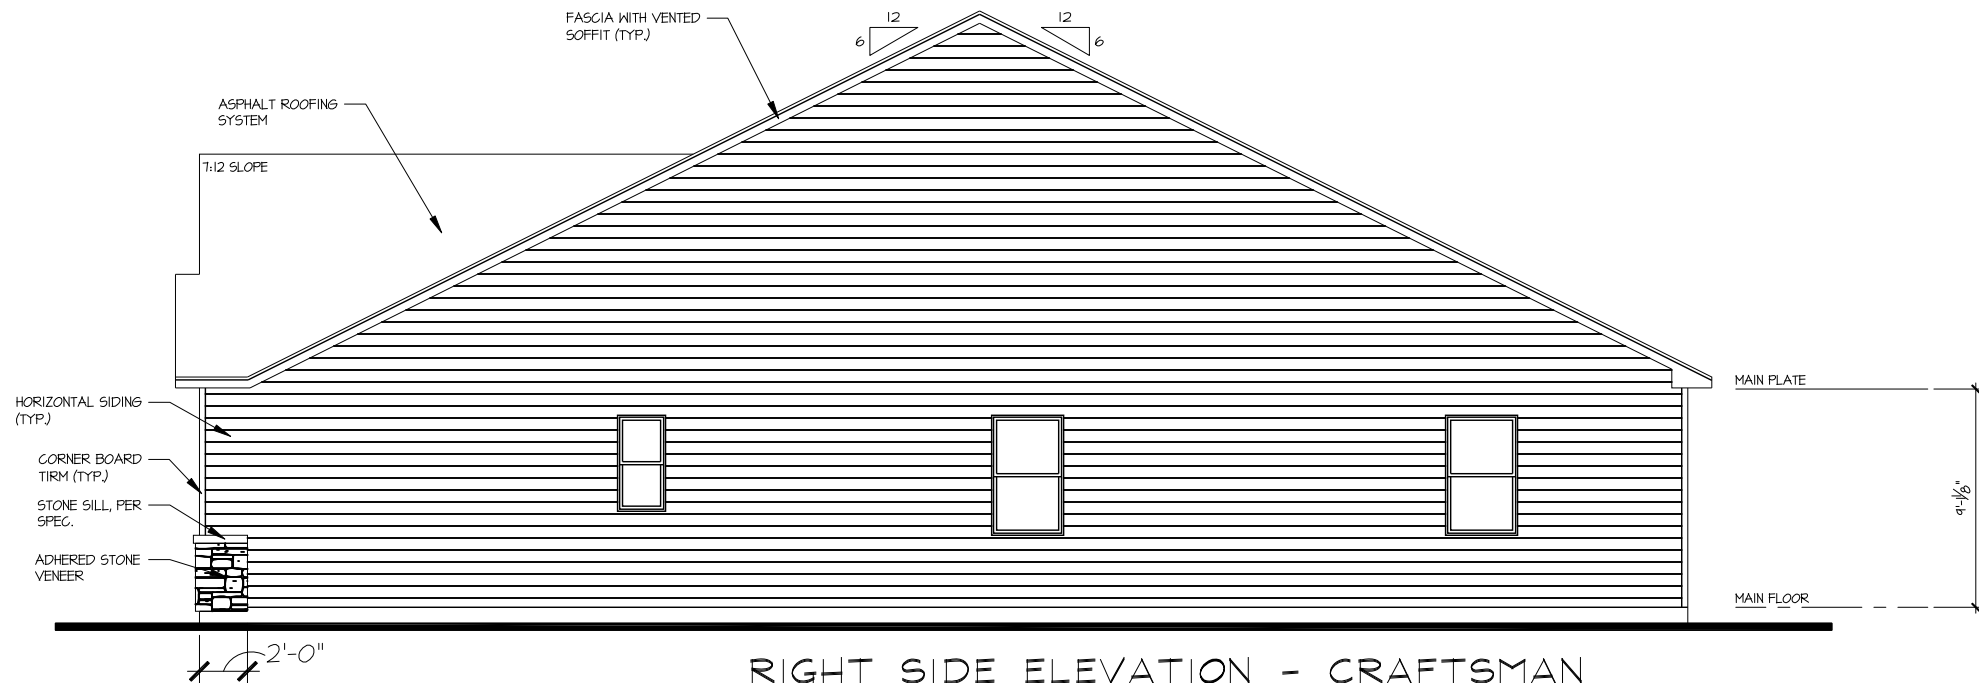 FASCIA WITH VENTED
SOFFIT (TYP.)
12
6
12
6
ASPHALT ROOFING
SYSTEM
7:12 SLOPE
HORIZONTAL SIDING
(TYP.)
CORNER BOARD
TIRM (TYP.)
STONE SILL, PER
SPEC.
ADHERED STONE
VENEER
MAIN PLATE
9'-1⅛"
MAIN FLOOR
2'-0"
RIGHT SIDE ELEVATION - CRAFTSMAN